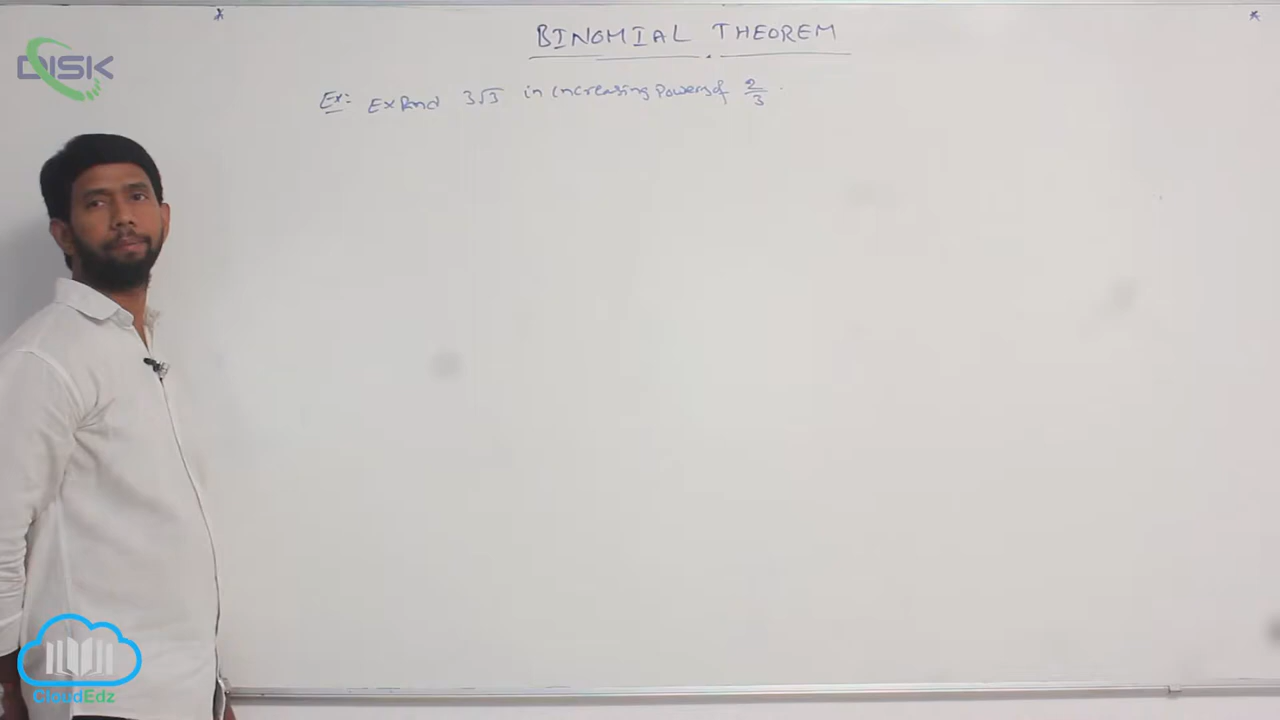 DISK
BINOMIAL THEOREM
Ex: Expand 3√3 in increasing powers of 2/3.
CloudEdz